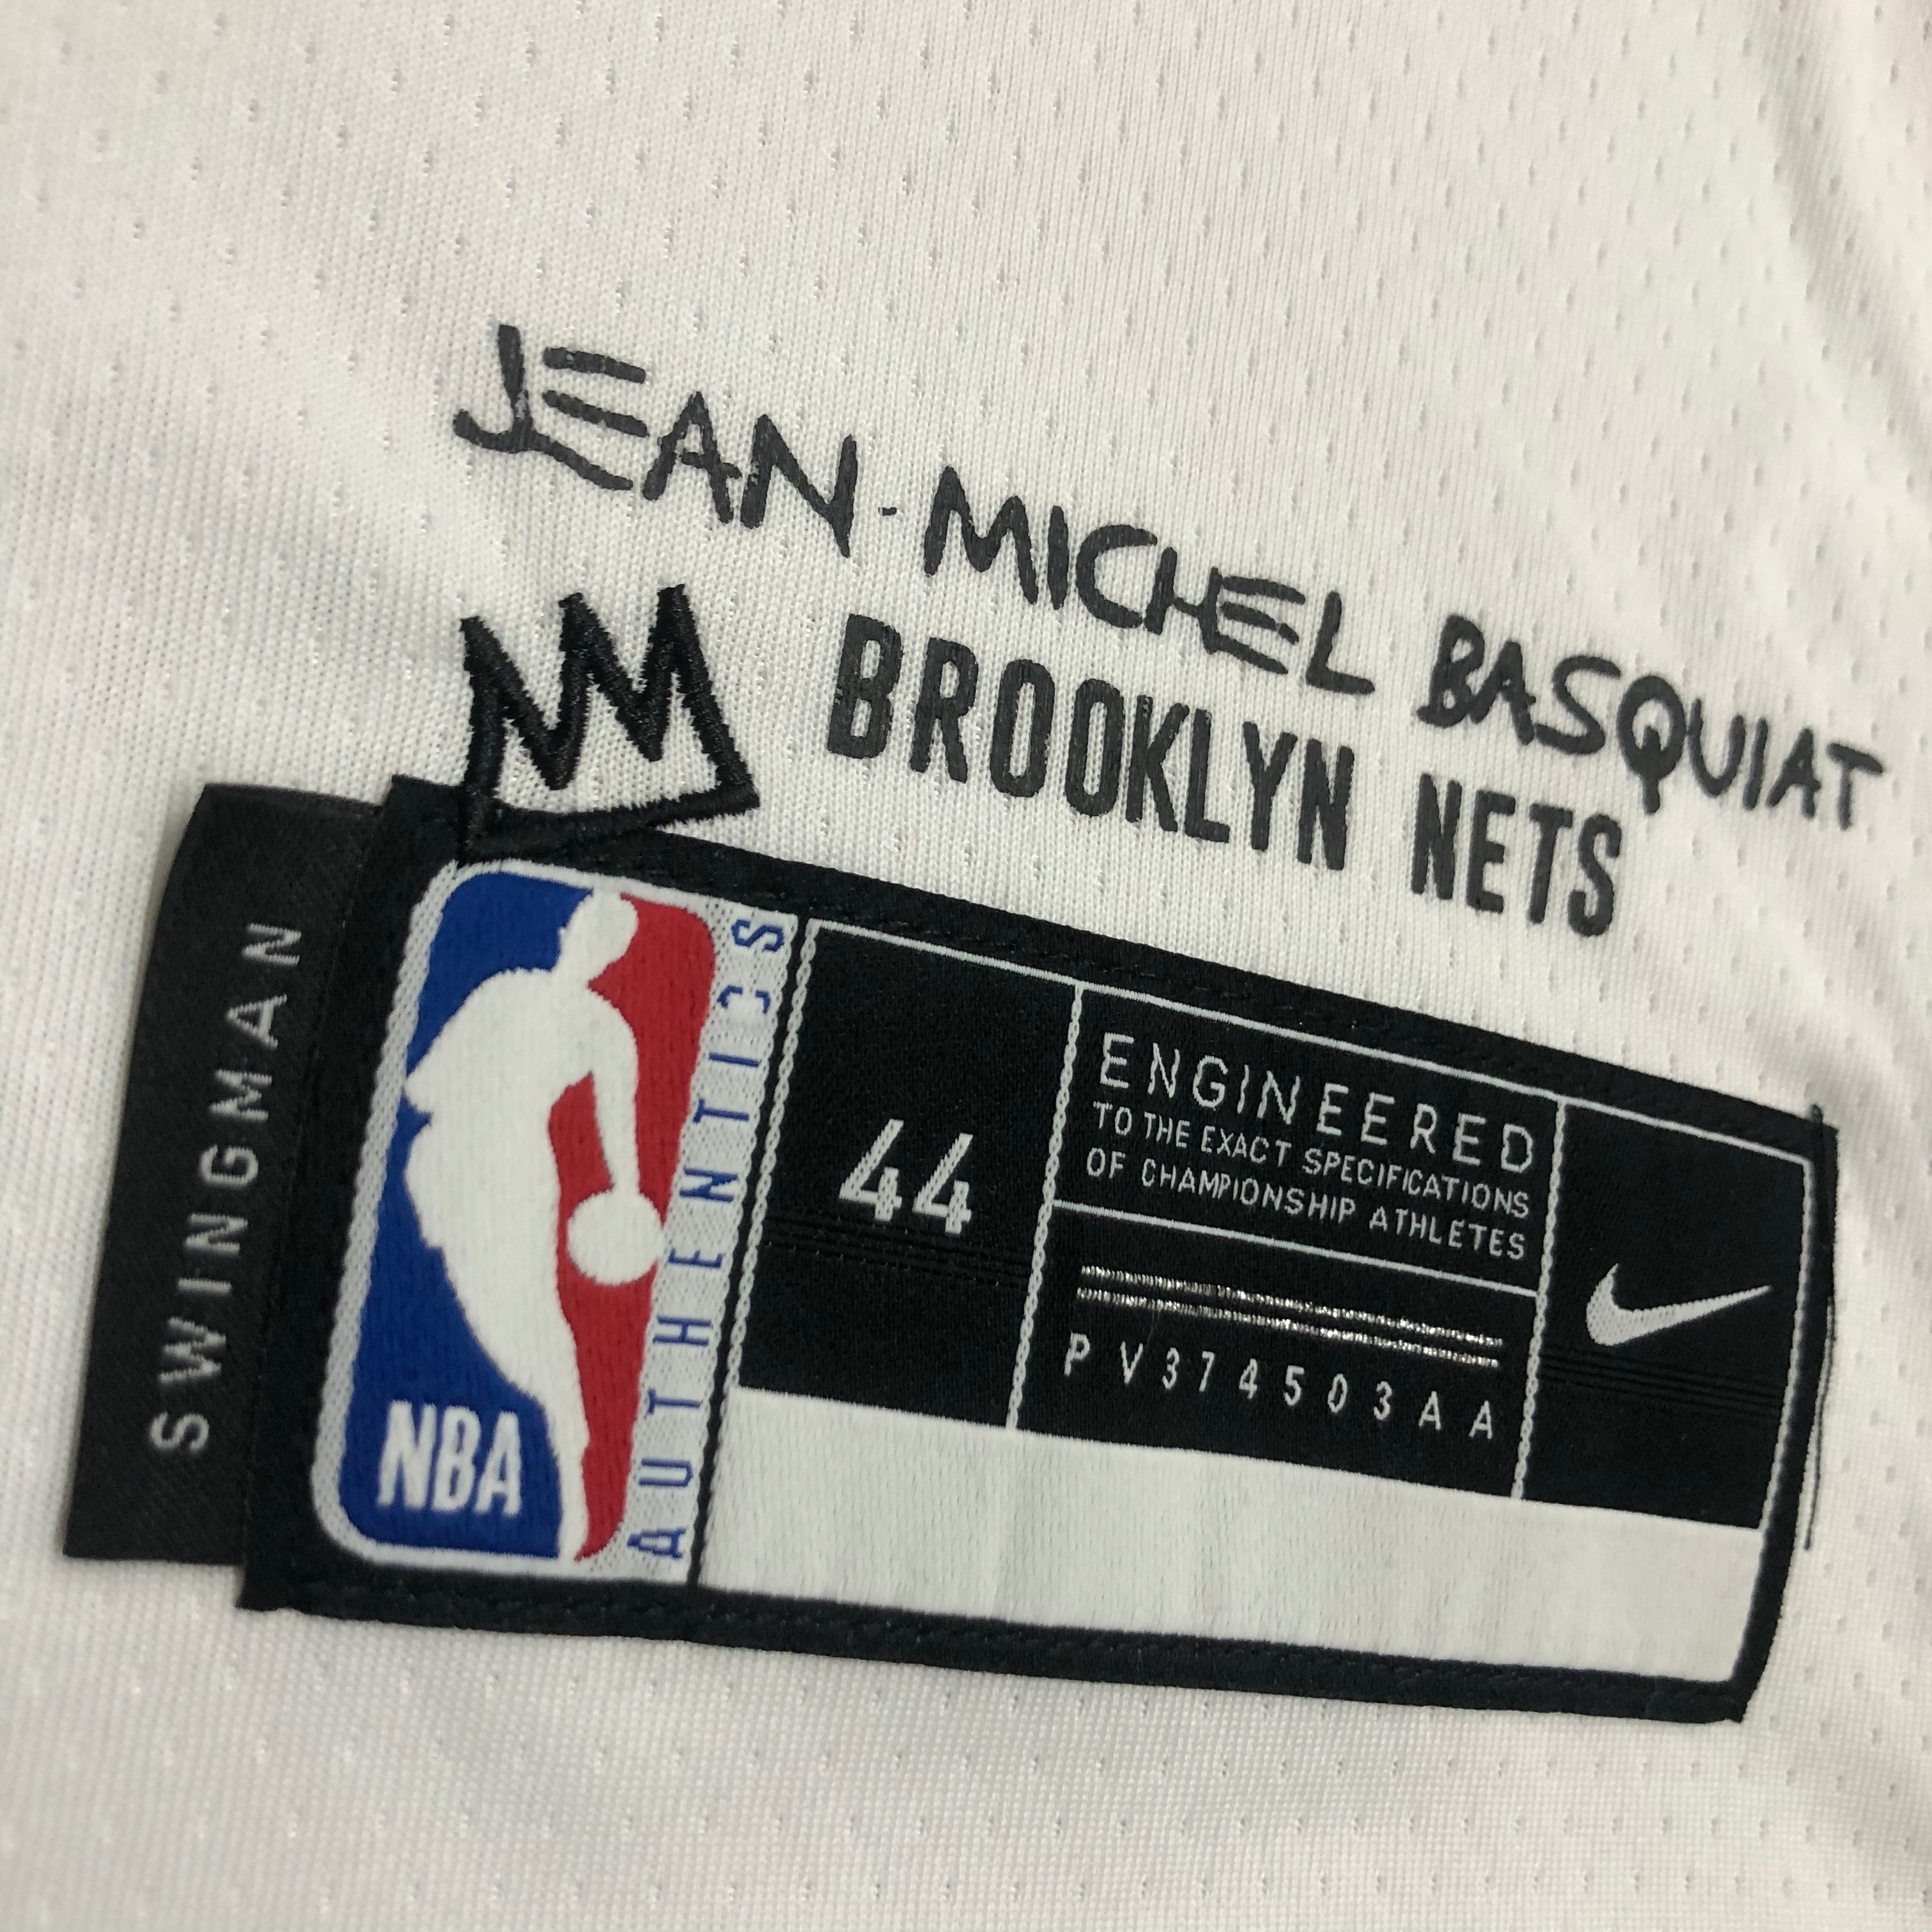 JEAN-MICHEL BASQUIAT
BROOKLYN NETS
SWINGMAN
NBA
AUTHENTICS
44
ENGINEERED
TO THE EXACT SPECIFICATIONS
OF CHAMPIONSHIP ATHLETES
PV374503AA